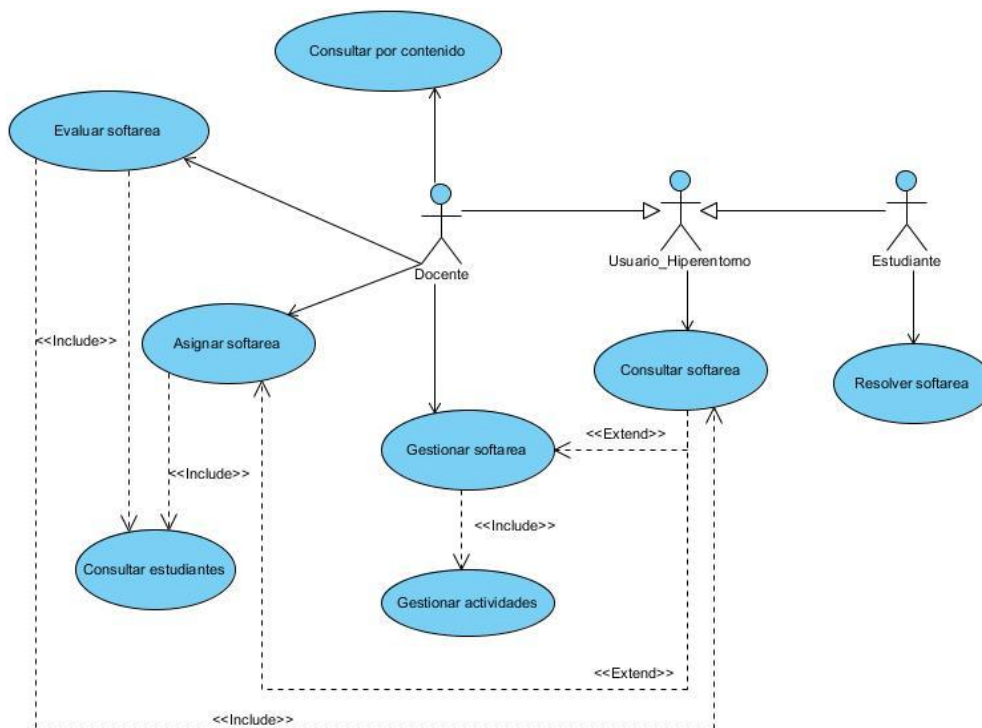 Consultar por contenido
Evaluar softarea
Docente
Usuario_Hiperentorno
Estudiante
<<Include>>
Asignar softarea
Consultar softarea
Resolver softarea
<<Extend>>
Gestionar softarea
<<Include>>
<<Include>>
Consultar estudiantes
Gestionar actividades
<<Extend>>
<<Include>>